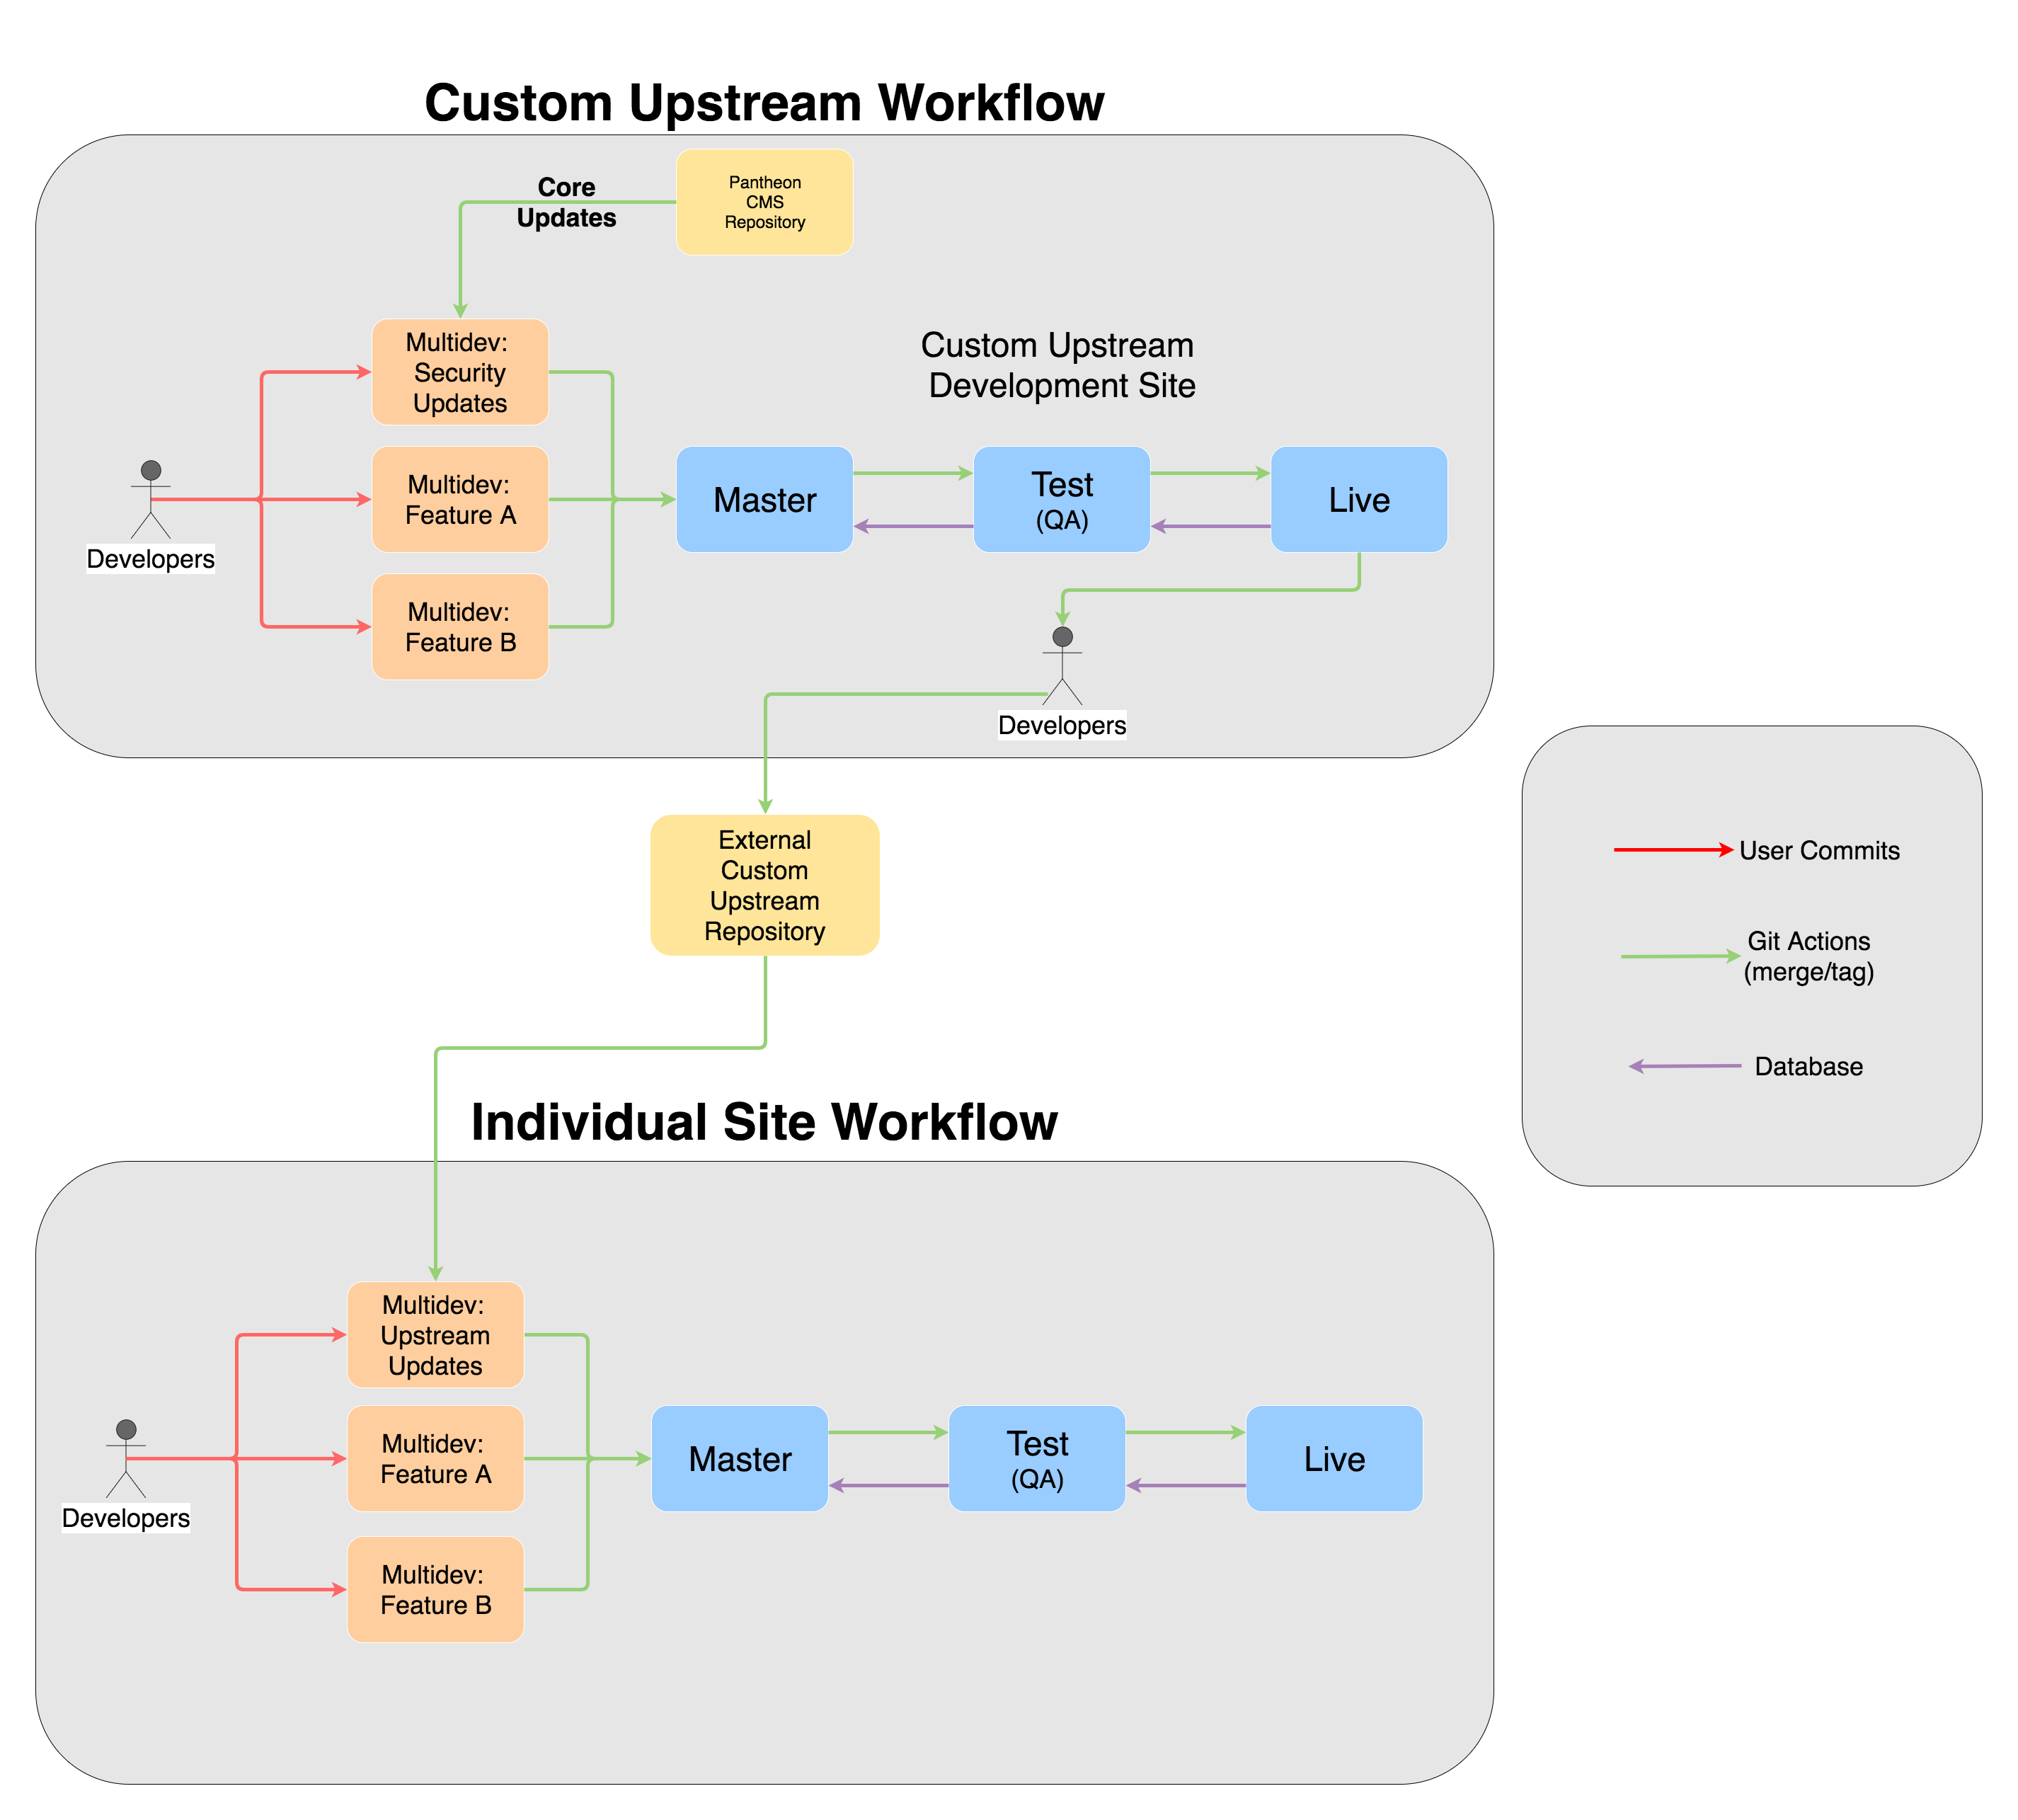 Custom Upstream Workflow
Pantheon
CMS
Repository
Core
Updates
Multidev:
Security
Updates
Custom Upstream
Development Site
Multidev:
Feature A
Master
Test
(QA)
Live
Developers
Multidev:
Feature B
Developers
External
Custom
Upstream
Repository
User Commits
Git Actions
(merge/tag)
Database
Individual Site Workflow
Multidev:
Upstream
Updates
Multidev:
Feature A
Master
Test
(QA)
Live
Developers
Multidev:
Feature B